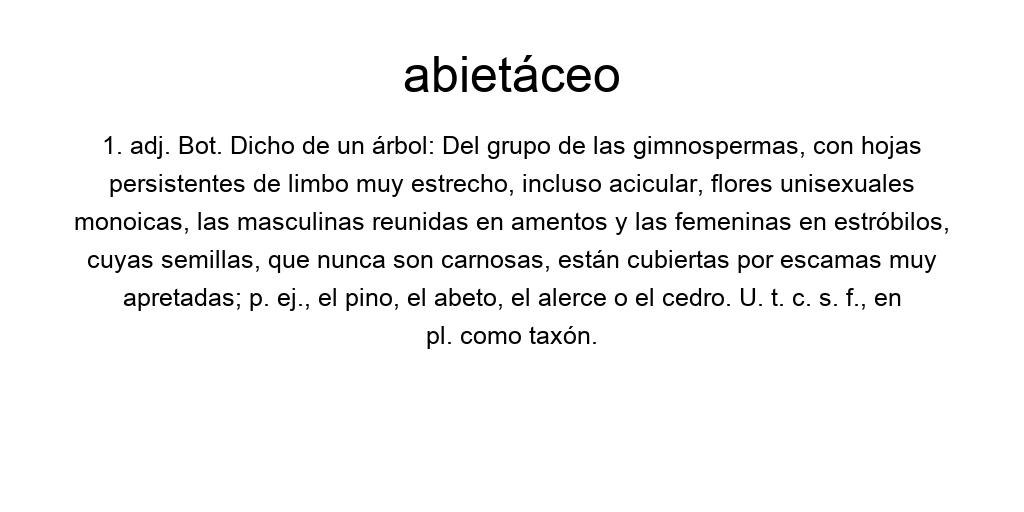 abietáceo
1. adj. Bot. Dicho de un árbol: Del grupo de las gimnospermas, con hojas
persistentes de limbo muy estrecho, incluso acicular, flores unisexuales
monoicas, las masculinas reunidas en amentos y las femeninas en estróbilos,
cuyas semillas, que nunca son carnosas, están cubiertas por escamas muy
apretadas; p. ej., el pino, el abeto, el alerce o el cedro. U. t. c. s. f., en
pl. como taxón.